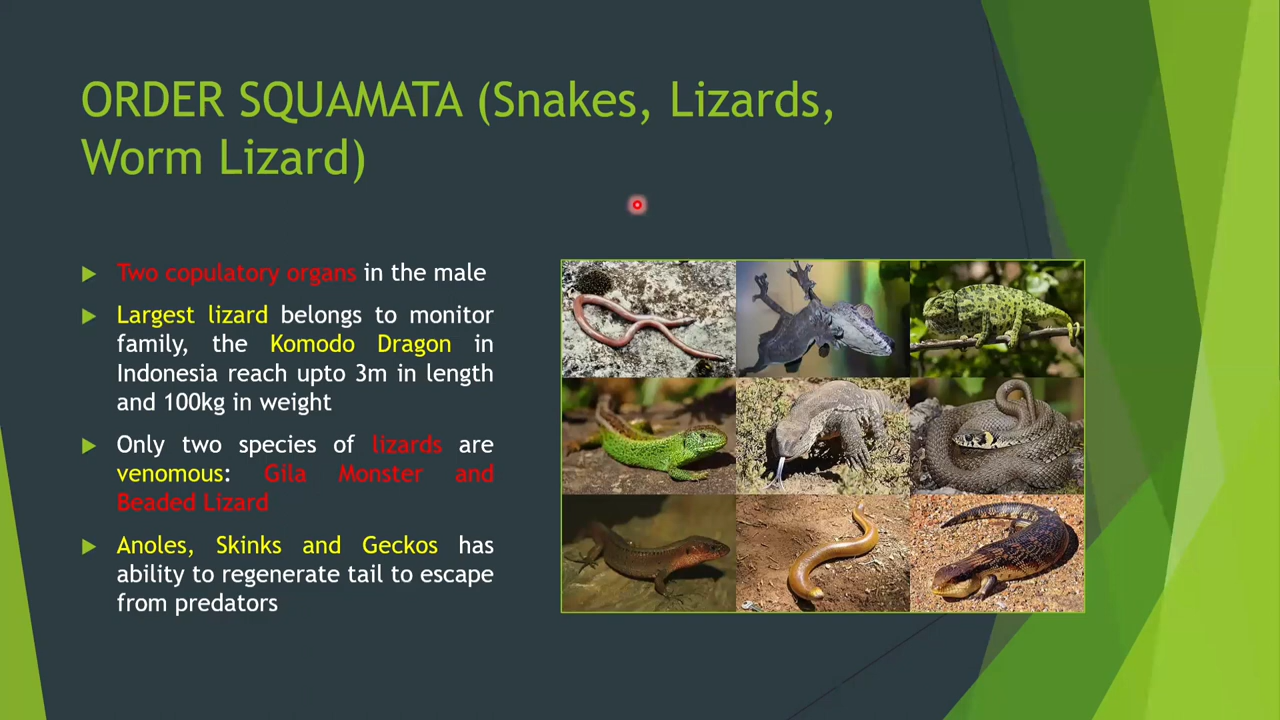 ORDER SQUAMATA (Snakes, Lizards,
Worm Lizard)
Two copulatory organs in the male
Largest lizard belongs to monitor
family, the Komodo Dragon in
Indonesia reach upto 3m in length
and 100kg in weight
Only two species of lizards are
venomous: Gila Monster and
Beaded Lizard
Anoles, Skinks and Geckos has
ability to regenerate tail to escape
from predators